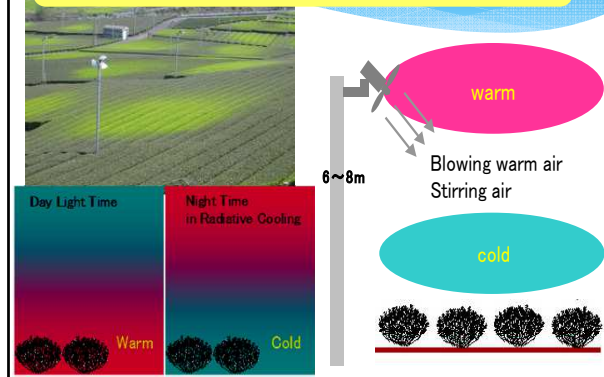 warm
6～8m
Blowing warm air
Stirring air
cold
Day Light Time
Warm
Night Time
in Radiative Cooling
Cold